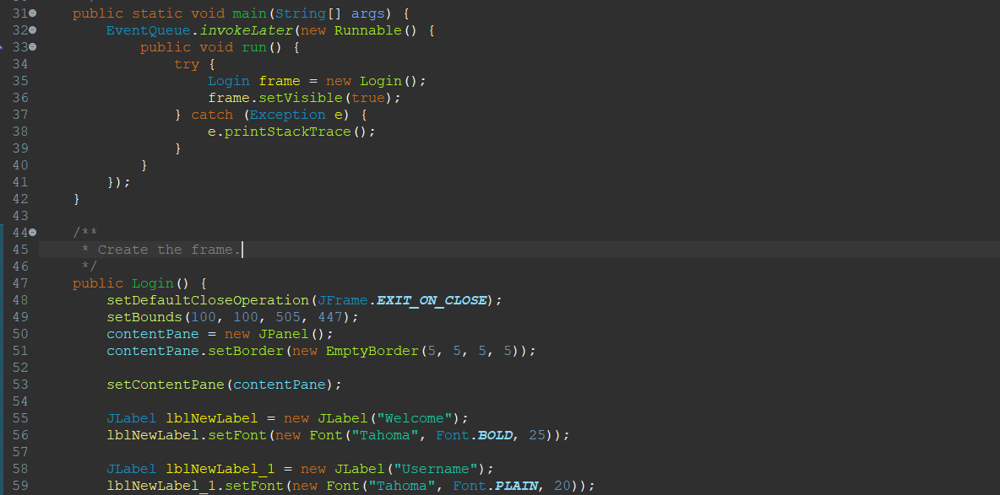 31 public static void main(String[] args) {
32 EventQueue.invokeLater(new Runnable() {
33 public void run() {
34 try {
35 Login frame = new Login();
36 frame.setVisible(true);
37 } catch (Exception e) {
38 e.printStackTrace();
39 }
40 }
41 });
42 }
43
44 /**
45 * Create the frame.
46 */
47 public Login() {
48 setDefaultCloseOperation(JFrame.EXIT_ON_CLOSE);
49 setBounds(100, 100, 505, 447);
50 contentPane = new JPanel();
51 contentPane.setBorder(new EmptyBorder(5, 5, 5, 5));
52
53 setContentPane(contentPane);
54
55 JLabel lblNewLabel = new JLabel("Welcome");
56 lblNewLabel.setFont(new Font("Tahoma", Font.BOLD, 25));
57
58 JLabel lblNewLabel_1 = new JLabel("Username");
59 lblNewLabel_1.setFont(new Font("Tahoma", Font.PLAIN, 20));